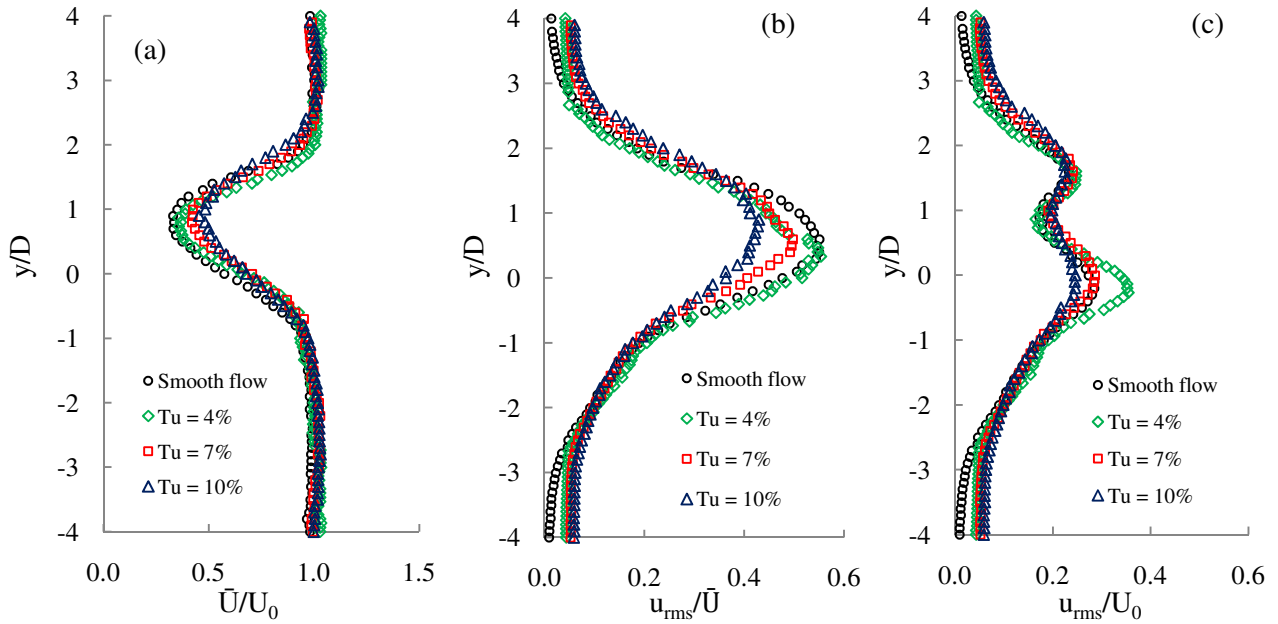 (a)
y/D
4
3
2
1
0
-1
-2
-3
-4
Smooth flow
Tu = 4%
Tu = 7%
Tu = 10%
0.0 0.5 1.0 1.5
Ū/U₀
(b)
y/D
4
3
2
1
0
-1
-2
-3
-4
Smooth flow
Tu = 4%
Tu = 7%
Tu = 10%
0.0 0.2 0.4 0.6
uᵣₘₛ/Ū
(c)
y/D
4
3
2
1
0
-1
-2
-3
-4
Smooth flow
Tu = 4%
Tu = 7%
Tu = 10%
0.0 0.2 0.4 0.6
uᵣₘₛ/U₀